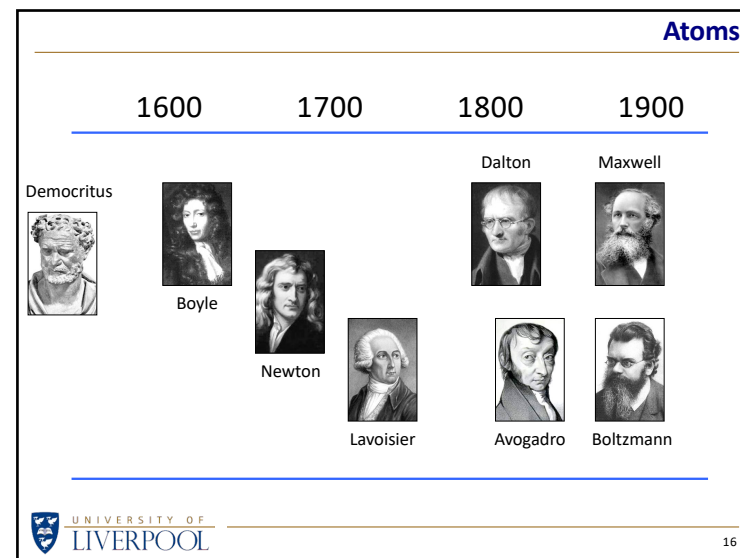 Atoms
1600 1700 1800 1900
Democritus
Boyle
Newton
Lavoisier
Dalton
Maxwell
Avogadro
Boltzmann
UNIVERSITY OF
LIVERPOOL
16